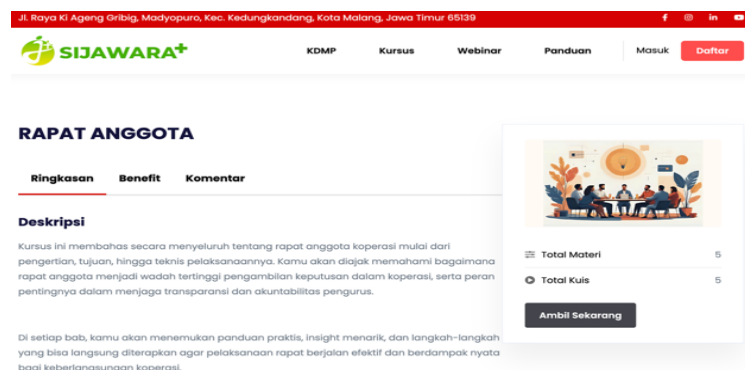 Jl. Raya Ki Ageng Gribig, Madyopuro, Kec. Kedungkandang, Kota Malang, Jawa Timur 65139
SIJAWARA+
KDMP Kursus Webinar Panduan Masuk Daftar
RAPAT ANGGOTA
Ringkasan Benefit Komentar
Deskripsi
Kursus ini membahas secara menyeluruh tentang rapat anggota koperasi mulai dari
pengertian, tujuan, hingga teknis pelaksanaannya. Kamu akan diajak memahami bagaimana
rapat anggota menjadi wadah tertinggi pengambilan keputusan dalam koperasi, serta peran
pentingnya dalam menjaga transparansi dan akuntabilitas pengurus.
Di setiap bab, kamu akan menemukan panduan praktis, insight menarik, dan langkah-langkah
yang bisa langsung diterapkan agar pelaksanaan rapat berjalan efektif dan berdampak nyata
bagi keberlangsungan koperasi.
Total Materi 5
Total Kuis 5
Ambil Sekarang